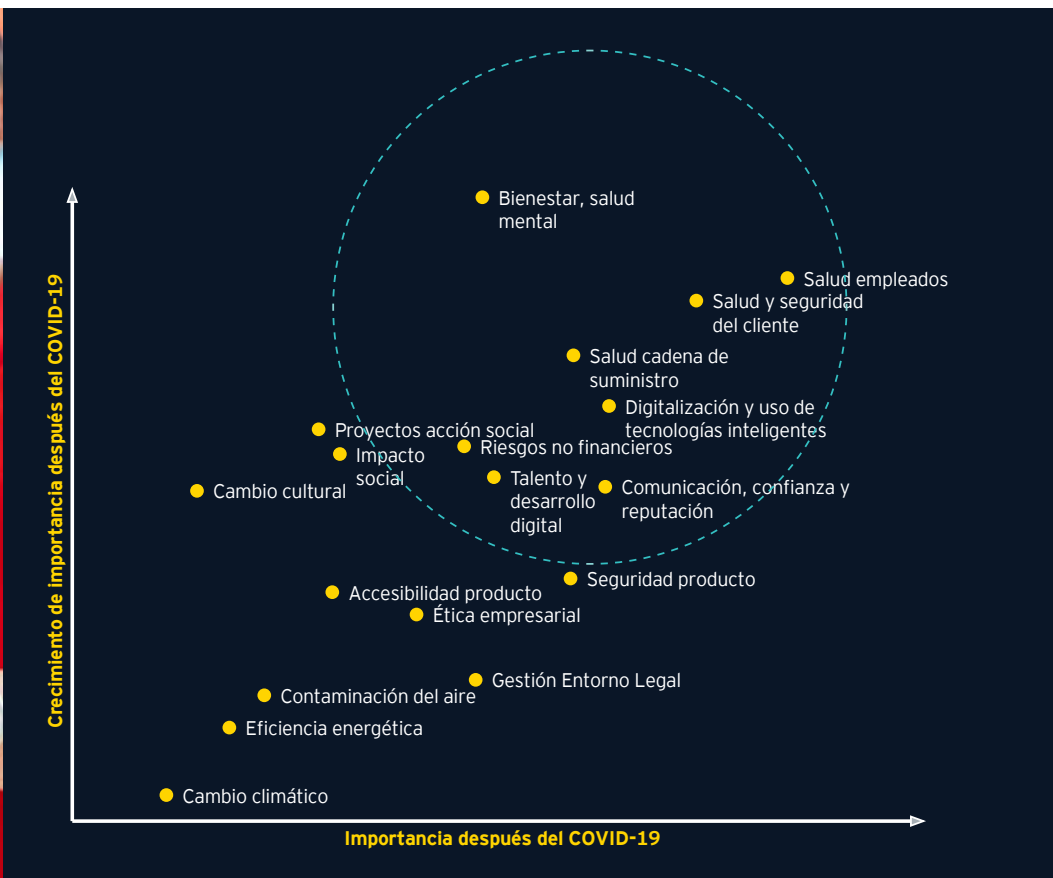 Bienestar, salud
mental
Salud empleados
Salud y seguridad
del cliente
Salud cadena de
suministro
Digitalización y uso de
tecnologías inteligentes
Proyectos acción social
Riesgos no financieros
Impacto
social
Talento y
desarrollo
digital
Comunicación, confianza y
reputación
Cambio cultural
Seguridad producto
Accesibilidad producto
Ética empresarial
Gestión Entorno Legal
Contaminación del aire
Eficiencia energética
Cambio climático
Crecimiento de importancia después del COVID-19
Importancia después del COVID-19